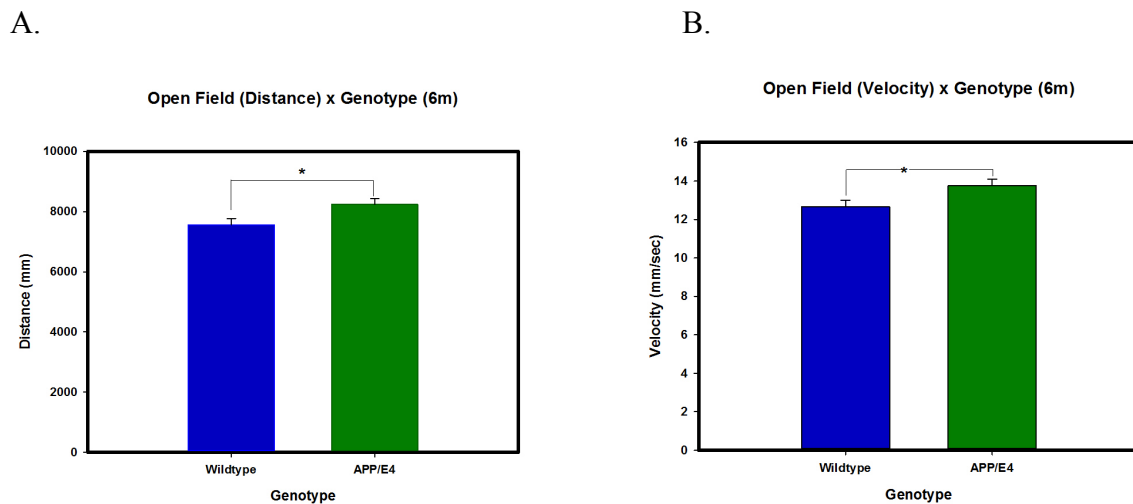 A.
B.
Open Field (Distance) x Genotype (6m)
10000
8000
6000
4000
2000
0
Distance (mm)
*
Wildtype
APP/E4
Genotype
Open Field (Velocity) x Genotype (6m)
16
14
12
10
8
6
4
2
0
Velocity (mm/sec)
*
Wildtype
APP/E4
Genotype